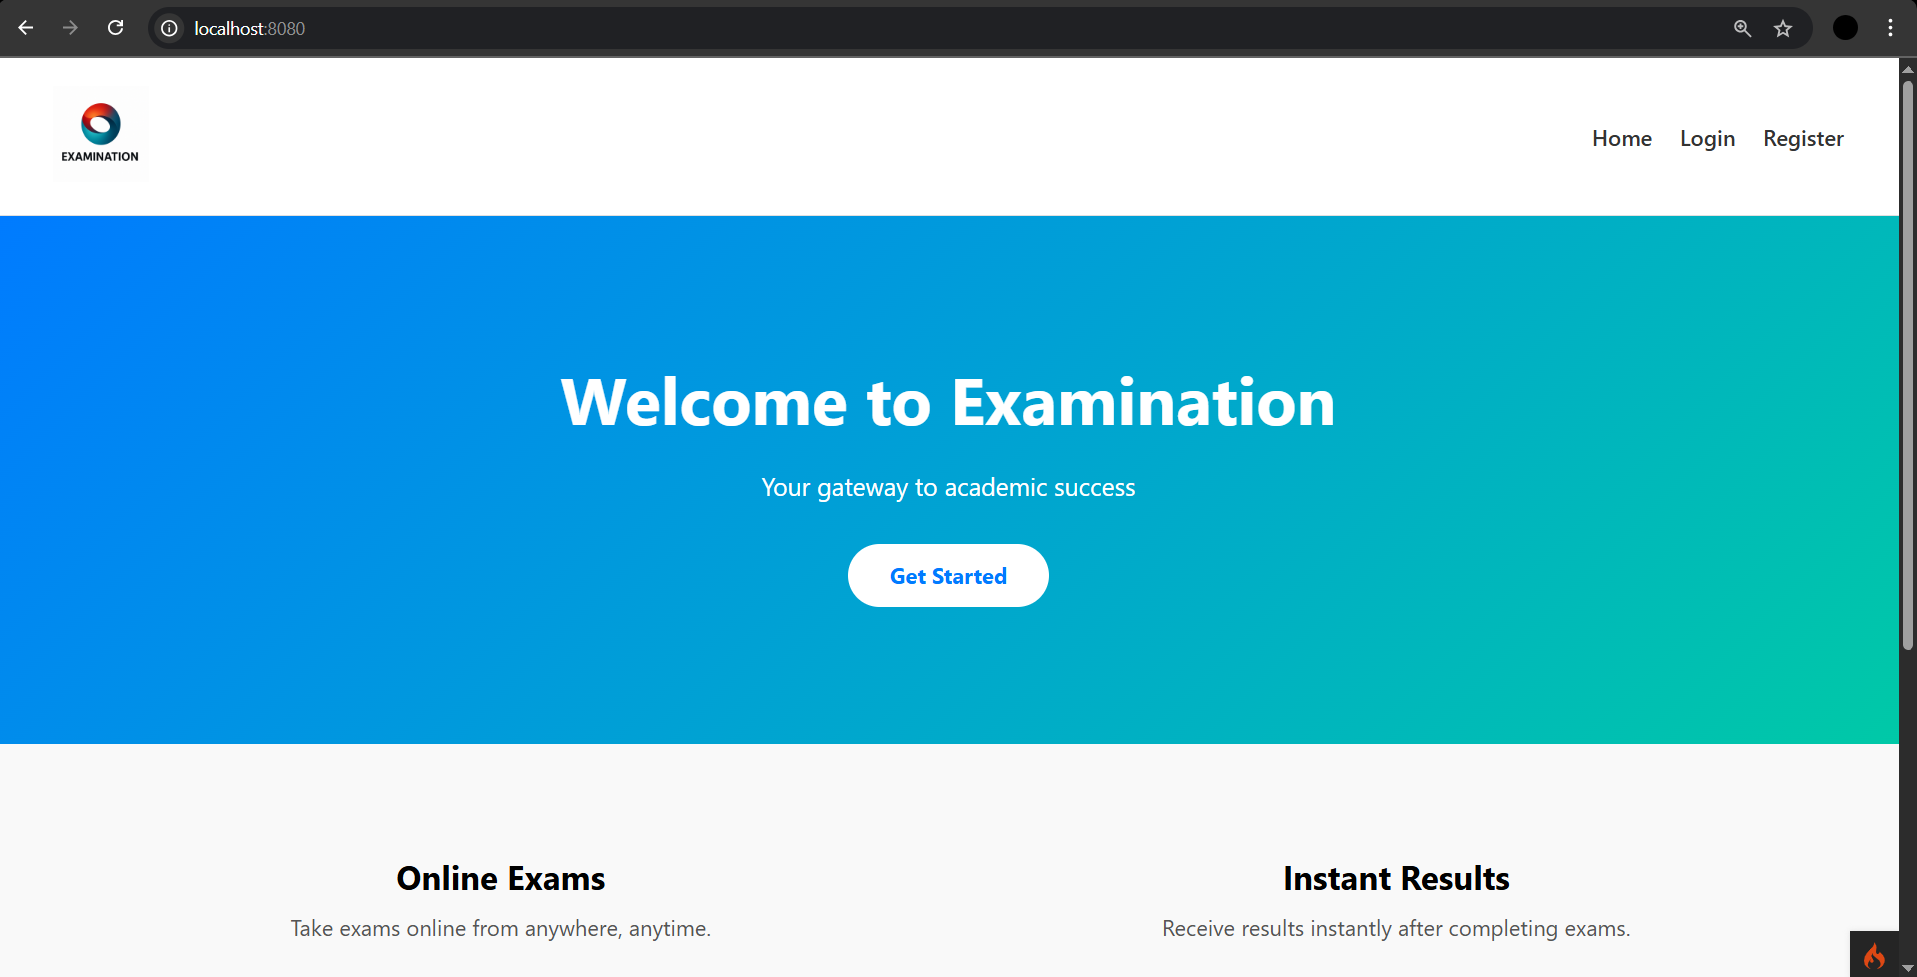 localhost:8080
EXAMINATION
Home Login Register
Welcome to Examination
Your gateway to academic success
Get Started
Online Exams
Take exams online from anywhere, anytime.
Instant Results
Receive results instantly after completing exams.